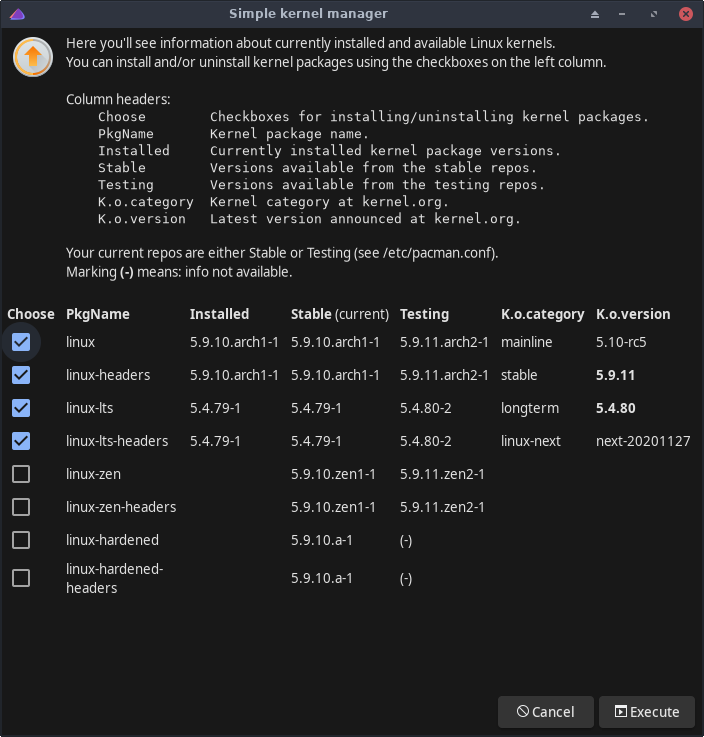 Simple kernel manager
Here you'll see information about currently installed and available Linux kernels.
You can install and/or uninstall kernel packages using the checkboxes on the left column.
Column headers:
Choose Checkboxes for installing/uninstalling kernel packages.
PkgName Kernel package name.
Installed Currently installed kernel package versions.
Stable Versions available from the stable repos.
Testing Versions available from the testing repos.
K.o.category Kernel category at kernel.org.
K.o.version Latest version announced at kernel.org.
Your current repos are either Stable or Testing (see /etc/pacman.conf).
Marking (-) means: info not available.
Choose PkgName Installed Stable (current) Testing K.o.category K.o.version
linux 5.9.10.arch1-1 5.9.10.arch1-1 5.9.11.arch2-1 mainline 5.10-rc5
linux-headers 5.9.10.arch1-1 5.9.10.arch1-1 5.9.11.arch2-1 stable 5.9.11
linux-lts 5.4.79-1 5.4.79-1 5.4.80-2 longterm 5.4.80
linux-lts-headers 5.4.79-1 5.4.79-1 5.4.80-2 linux-next next-20201127
linux-zen 5.9.10.zen1-1 5.9.11.zen2-1
linux-zen-headers 5.9.10.zen1-1 5.9.11.zen2-1
linux-hardened 5.9.10.a-1 (-)
linux-hardened-
headers 5.9.10.a-1 (-)
Cancel Execute